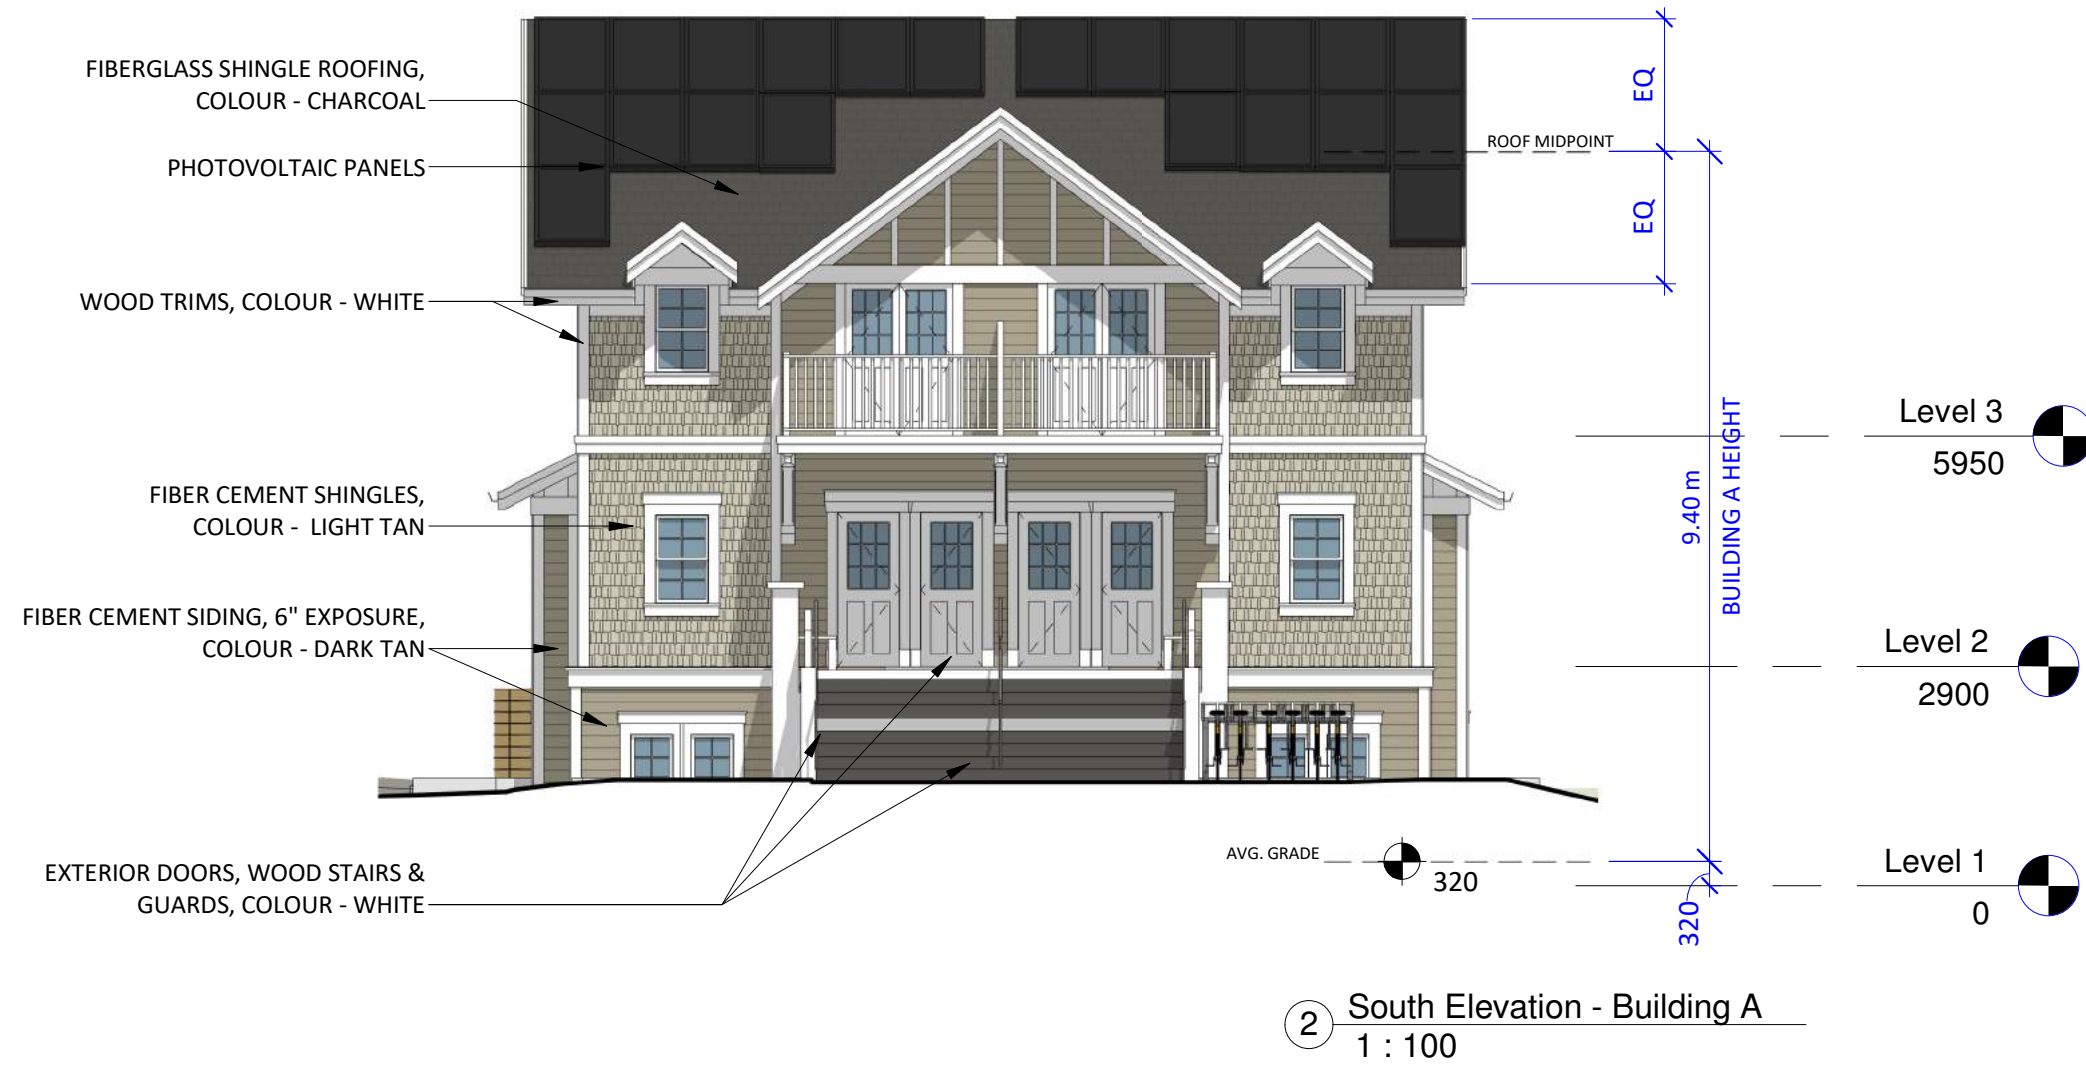 FIBERGLASS SHINGLE ROOFING,
COLOUR - CHARCOAL
PHOTOVOLTAIC PANELS
WOOD TRIMS, COLOUR - WHITE
FIBER CEMENT SHINGLES,
COLOUR - LIGHT TAN
FIBER CEMENT SIDING, 6" EXPOSURE,
COLOUR - DARK TAN
EXTERIOR DOORS, WOOD STAIRS &
GUARDS, COLOUR - WHITE
EQ
ROOF MIDPOINT
EQ
9.40 m
BUILDING A HEIGHT
Level 3
5950
Level 2
2900
AVG. GRADE
320
Level 1
0
320
2
South Elevation - Building A
1 : 100